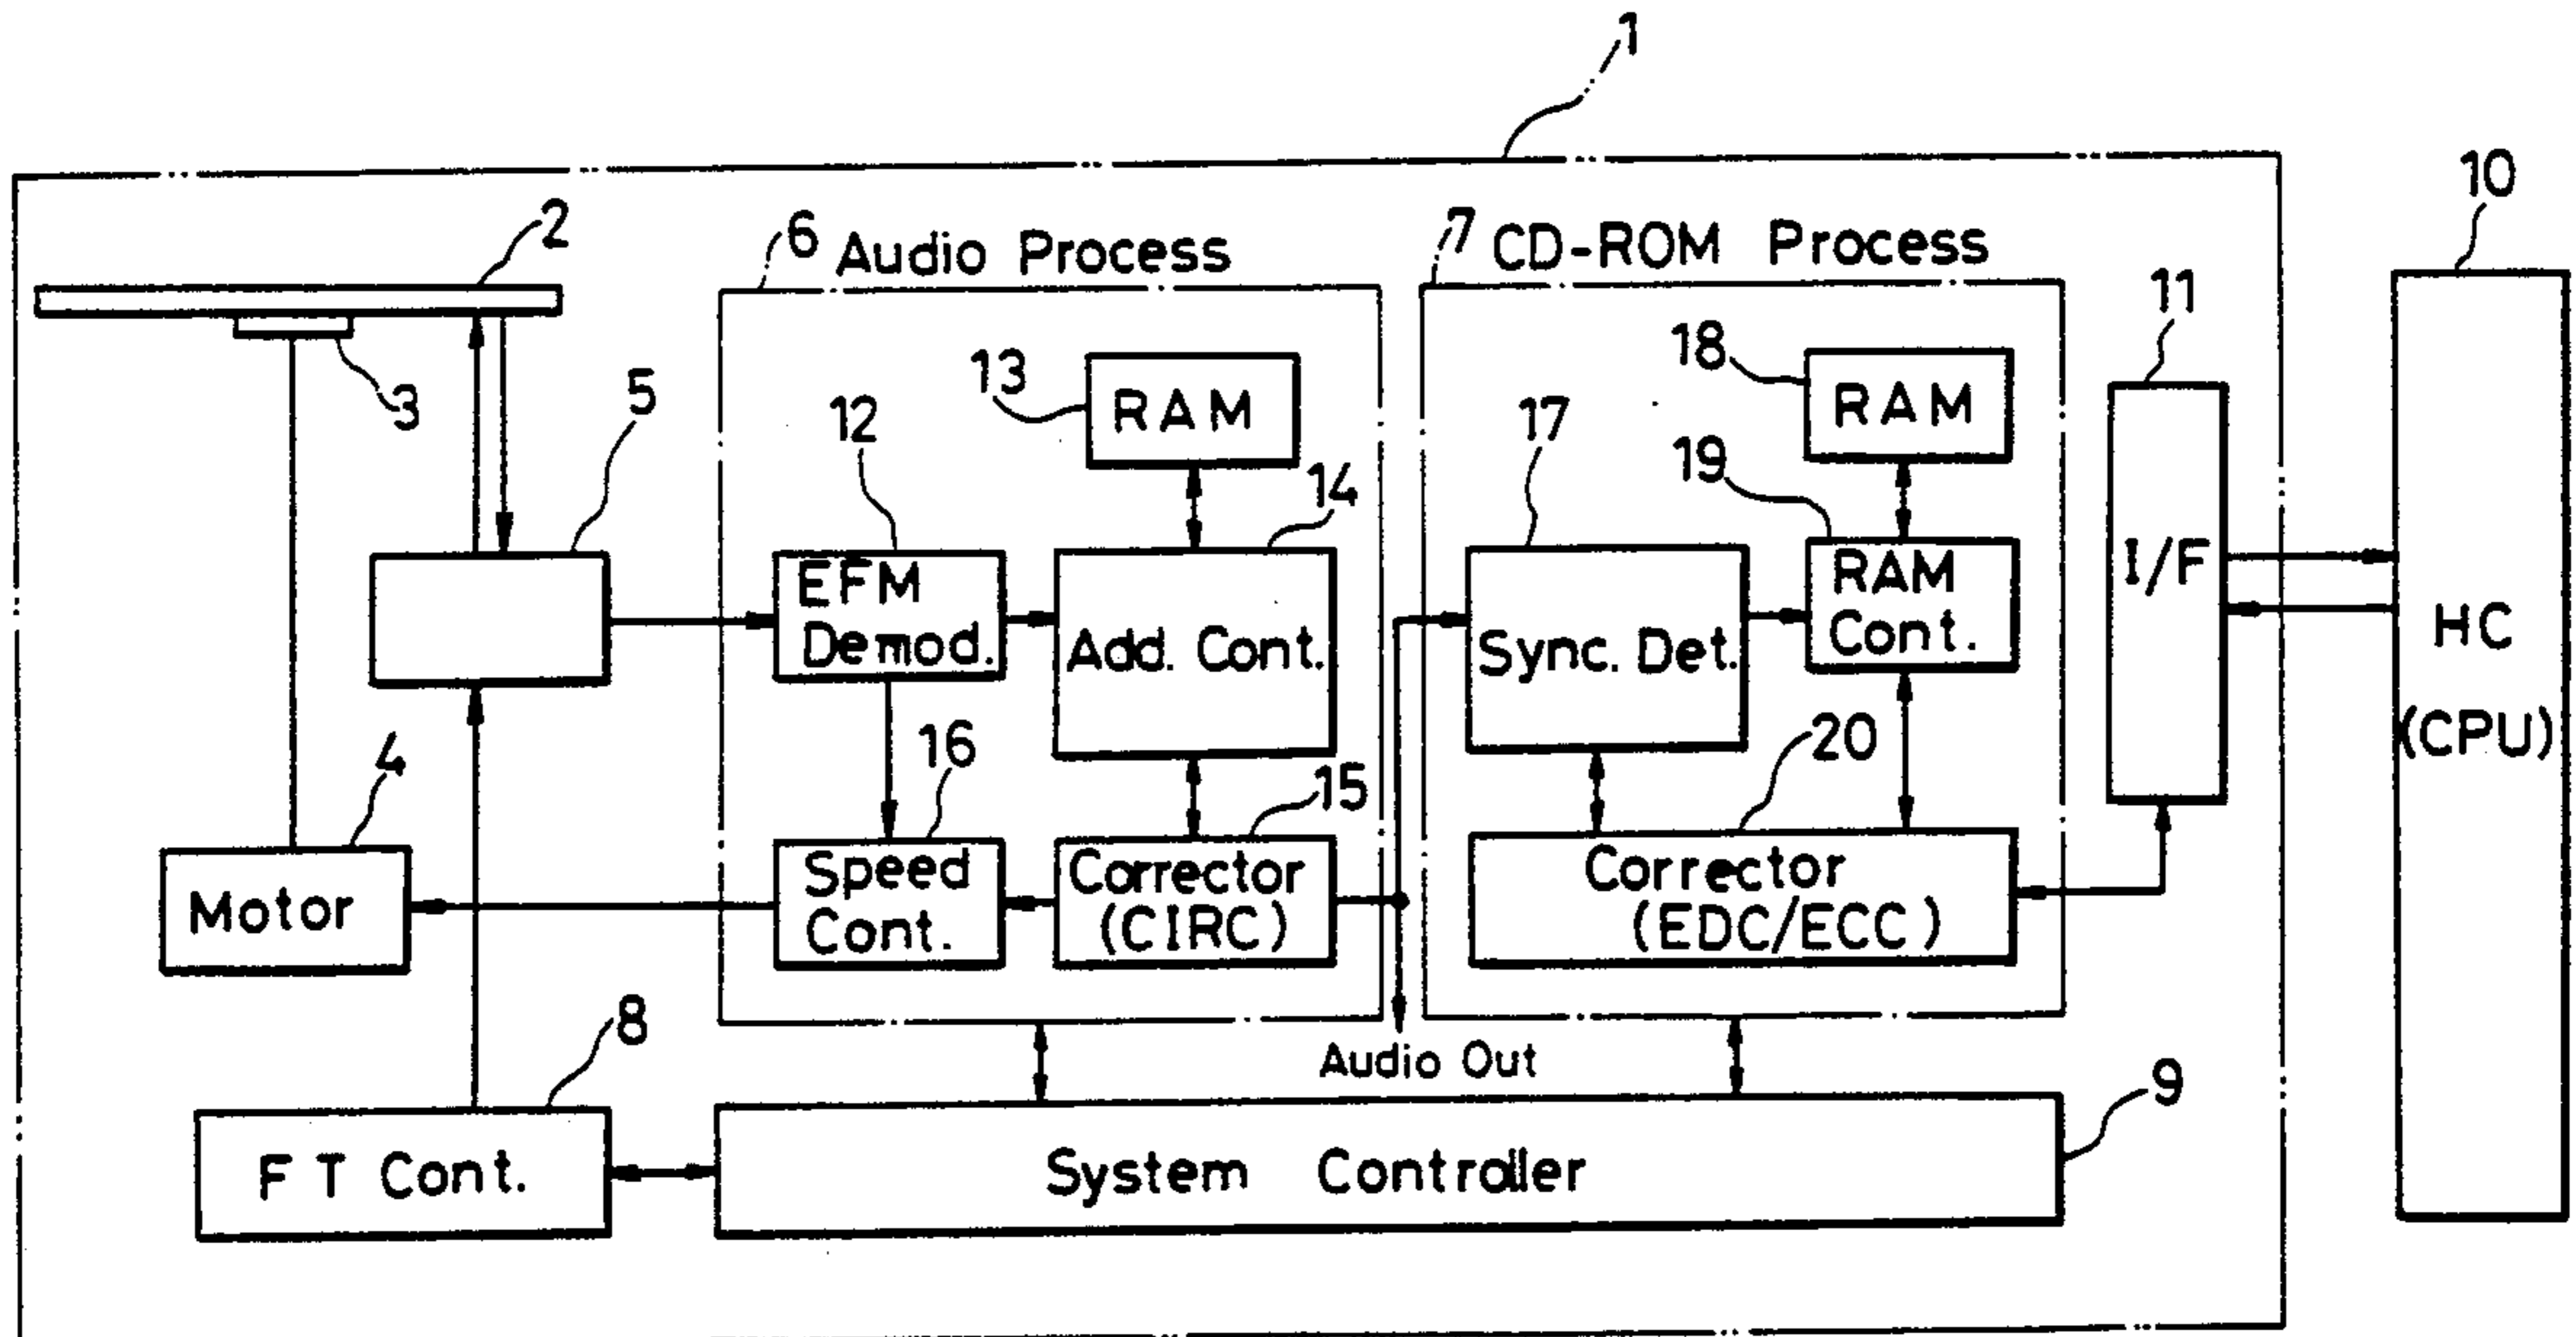 1
10
2
6 Audio Process
7 CD-ROM Process
11
3
5
12
13
RAM
17
18
RAM
14
19
EFM
Demod.
Add. Cont.
Sync. Det.
RAM
Cont.
I/F
HC
(CPU)
4
16
15
20
Motor
Speed
Cont.
Corrector
(CIRC)
Corrector
(EDC/ECC)
8
Audio Out
9
FT Cont.
System Controller